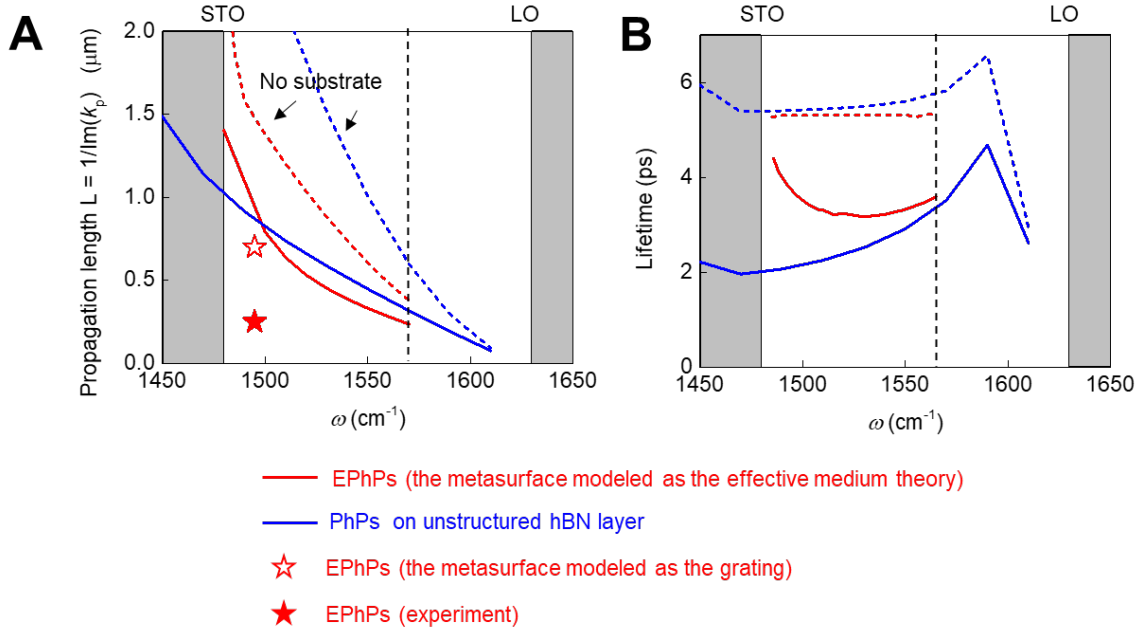 A
STO
LO
Propagation length L = 1/Im(kp) (μm)
2.0
1.5
1.0
0.5
0.0
No substrate
1450
1500
1550
1600
1650
ω (cm-1)
B
STO
LO
Lifetime (ps)
6
4
2
0
1450
1500
1550
1600
1650
ω (cm-1)
EPhPs (the metasurface modeled as the effective medium theory)
PhPs on unstructured hBN layer
EPhPs (the metasurface modeled as the grating)
EPhPs (experiment)